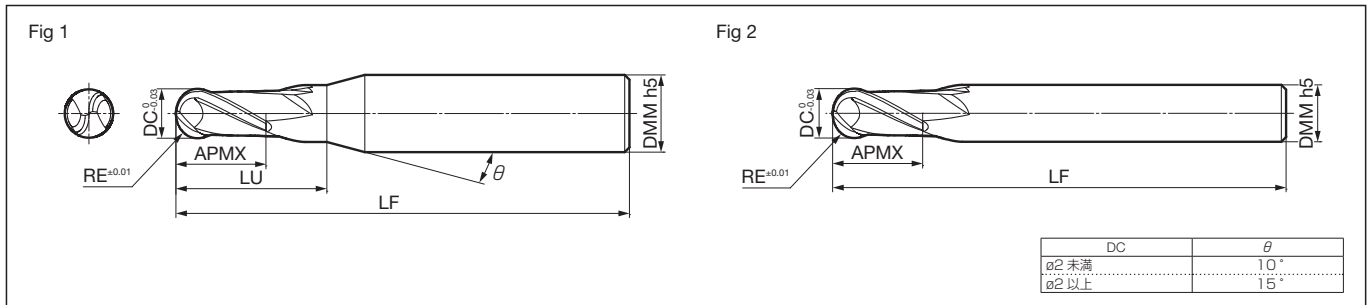 Fig 1
DC 0 -0.03
RE±0.01
APMX
LU
LF
θ
DMM h5
Fig 2
DC 0 -0.03
RE±0.01
APMX
LF
DMM h5
DC θ
ø2 未満 10°
ø2 以上 15°